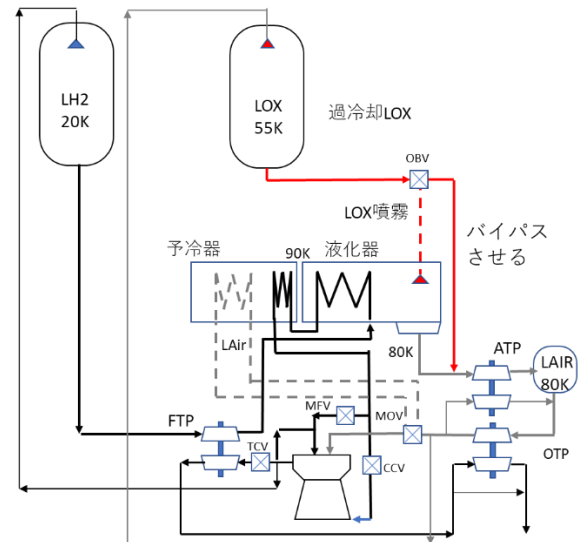 LH2
20K
LOX
55K
過冷却LOX
OBV
LOX噴霧
バイパス
させる
予冷器
90K
液化器
LAir
80K
ATP
LAIR
80K
MFV
MOV
FTP
TCV
CCV
OTP